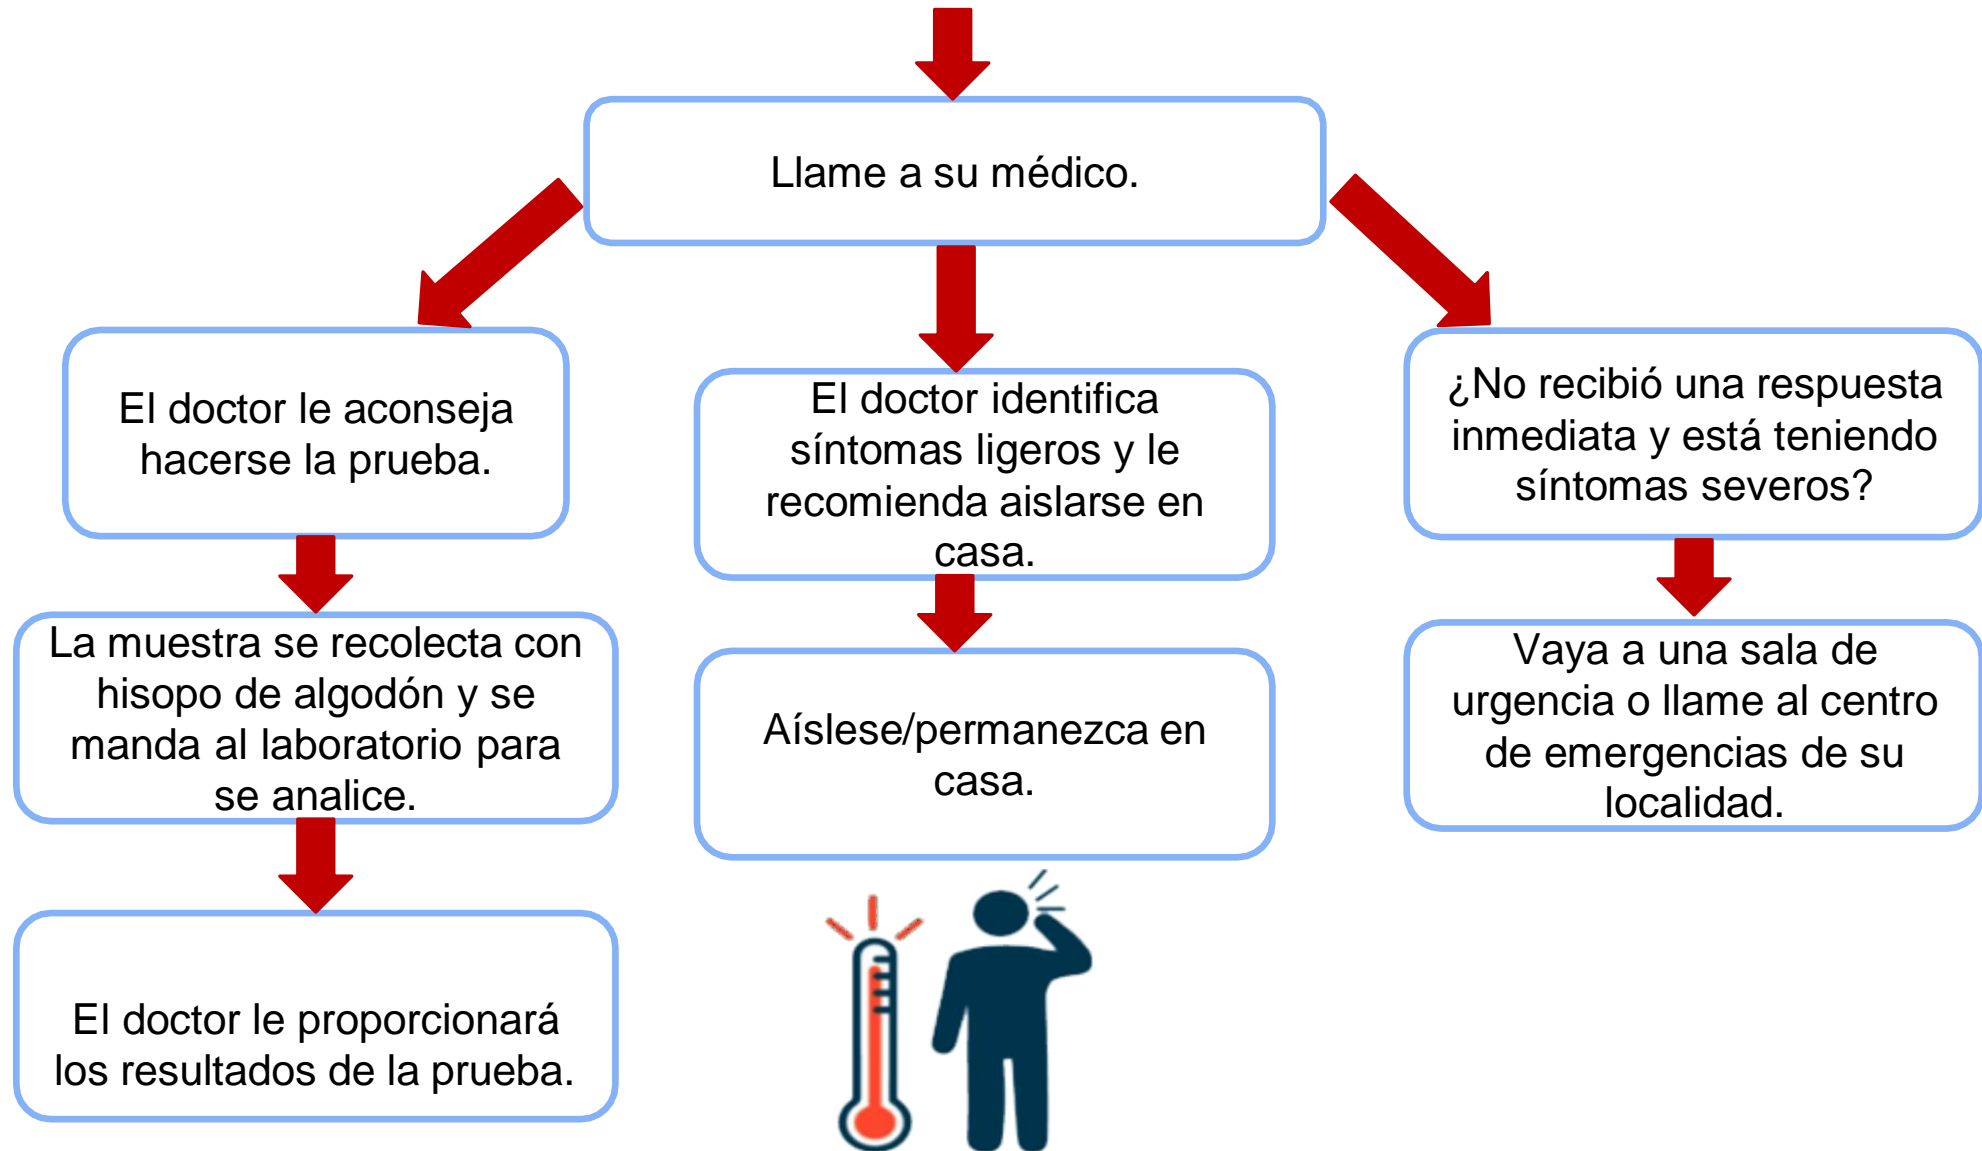 Llame a su médico.
El doctor le aconseja
hacerse la prueba.
La muestra se recolecta con
hisopo de algodón y se
manda al laboratorio para
se analice.
El doctor le proporcionará
los resultados de la prueba.
El doctor identifica
síntomas ligeros y le
recomienda aislarse en
casa.
Aíslese/permanezca en
casa.
¿No recibió una respuesta
inmediata y está teniendo
síntomas severos?
Vaya a una sala de
urgencia o llame al centro
de emergencias de su
localidad.